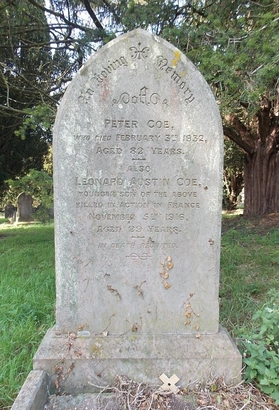 In Loving Memory
Of
PETER COE,
WHO DIED FEBRUARY 3RD 1932,
AGED 82 YEARS.
ALSO
LEONARD AUSTIN COE,
YOUNGEST SON OF THE ABOVE
KILLED IN ACTION IN FRANCE
NOVEMBER 5TH 1916,
AGED 29 YEARS.